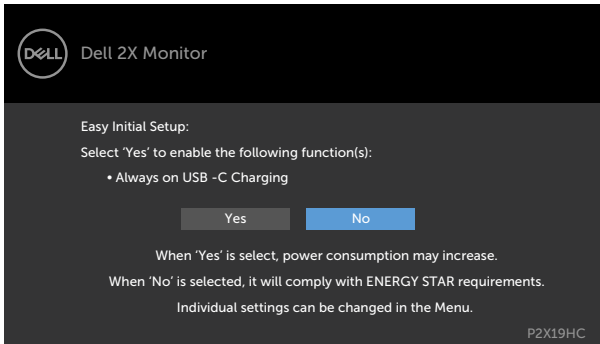 DELL Dell 2X Monitor
Easy Initial Setup:
Select ‘Yes’ to enable the following function(s):
• Always on USB -C Charging
Yes No
When ‘Yes’ is select, power consumption may increase.
When ‘No’ is selected, it will comply with ENERGY STAR requirements.
Individual settings can be changed in the Menu.
P2X19HC